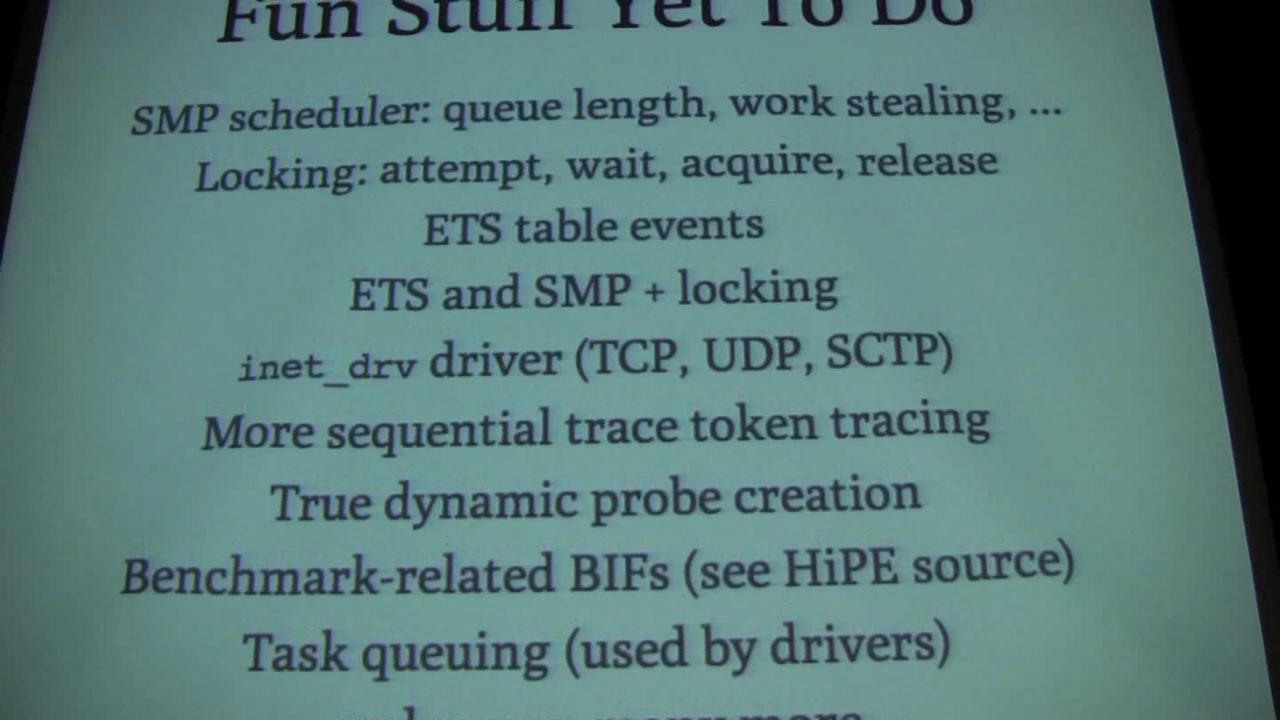 Fun Stuff Yet To Do
SMP scheduler: queue length, work stealing, ...
Locking: attempt, wait, acquire, release
ETS table events
ETS and SMP + locking
inet_drv driver (TCP, UDP, SCTP)
More sequential trace token tracing
True dynamic probe creation
Benchmark-related BIFs (see HiPE source)
Task queuing (used by drivers)
more